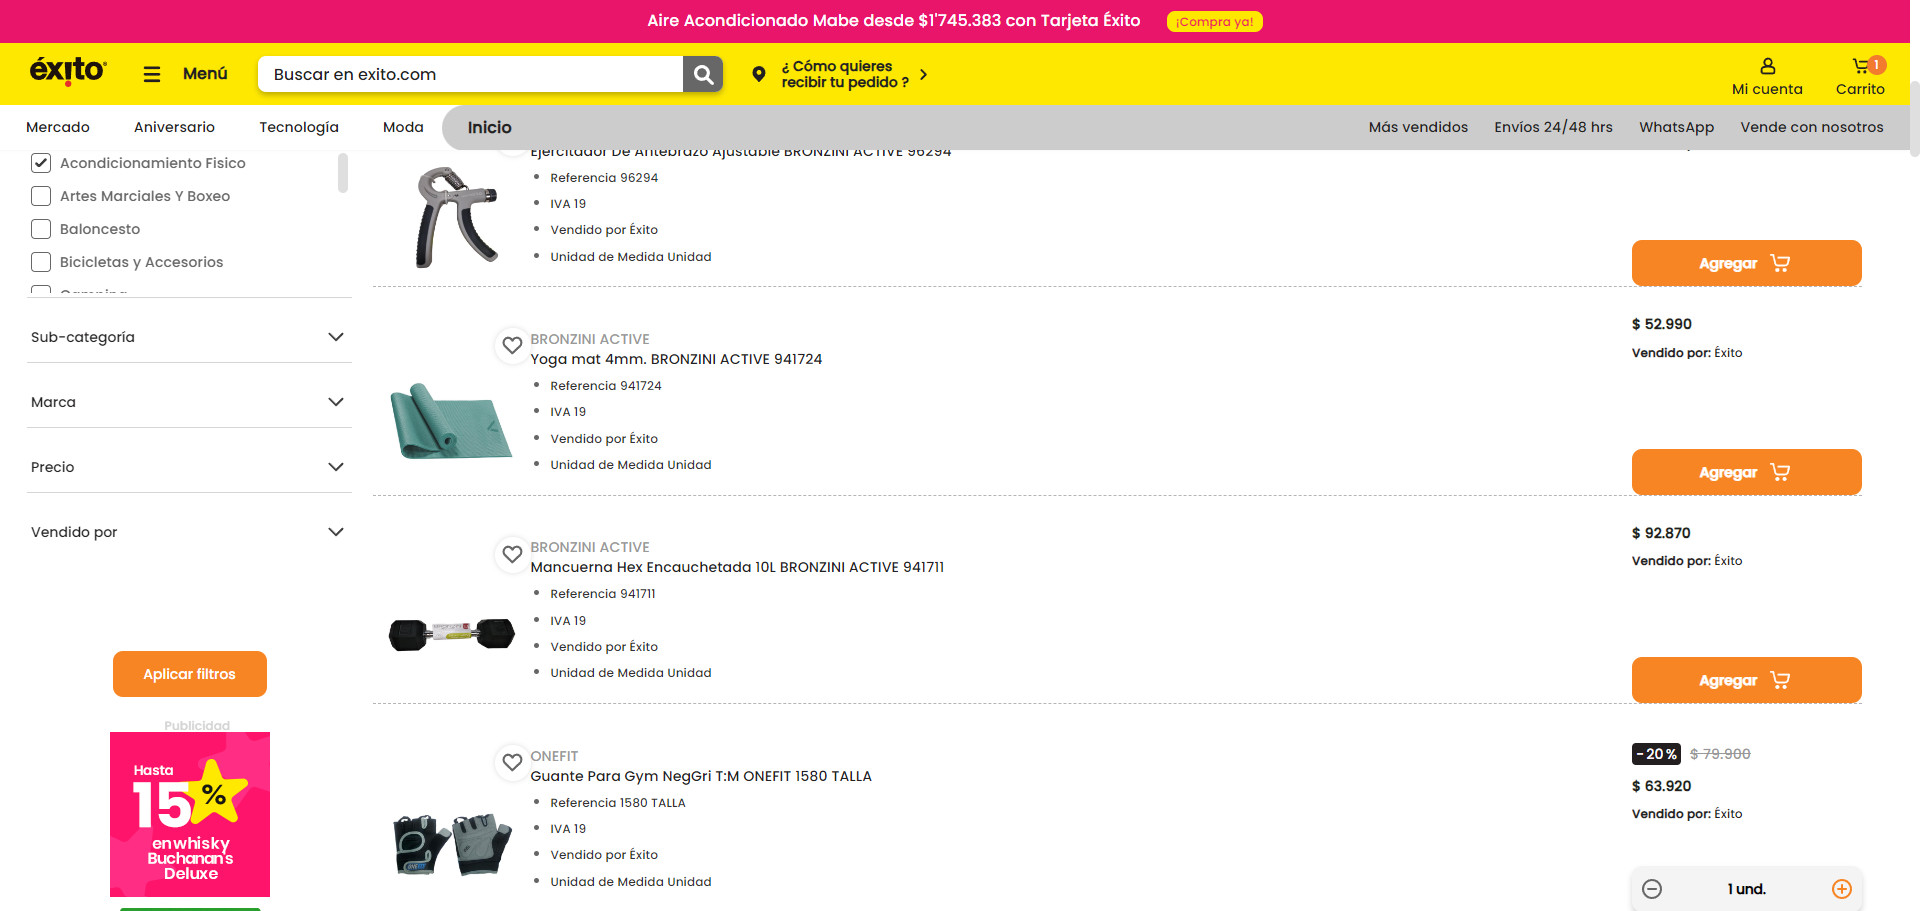 Aire Acondicionado Mabe desde $1'745.383 con Tarjeta Éxito ¡Compra ya!
éxito Menú Buscar en exito.com ¿ Cómo quieres
recibir tu pedido ? Mi cuenta 1 Carrito
Mercado Aniversario Tecnología Moda Inicio Más vendidos Envíos 24/48 hrs WhatsApp Vende con nosotros
Acondicionamiento Fisico
Artes Marciales Y Boxeo
Baloncesto
Bicicletas y Accesorios
Camping
Sub-categoría
Marca
Precio
Vendido por
Aplicar filtros
Publicidad
Hasta
15%
en whisky
Buchanan's
Deluxe
Ejercitador De Antebrazo Ajustable BRONZINI ACTIVE 96294
Referencia 96294
IVA 19
Vendido por Éxito
Unidad de Medida Unidad
Agregar
BRONZINI ACTIVE
Yoga mat 4mm. BRONZINI ACTIVE 941724
Referencia 941724
IVA 19
Vendido por Éxito
Unidad de Medida Unidad
$ 52.990
Vendido por: Éxito
Agregar
BRONZINI ACTIVE
Mancuerna Hex Encauchetada 10L BRONZINI ACTIVE 941711
Referencia 941711
IVA 19
Vendido por Éxito
Unidad de Medida Unidad
$ 92.870
Vendido por: Éxito
Agregar
ONEFIT
Guante Para Gym NegGri T:M ONEFIT 1580 TALLA
Referencia 1580 TALLA
IVA 19
Vendido por Éxito
Unidad de Medida Unidad
-20% $ 79.900
$ 63.920
Vendido por: Éxito
1 und.